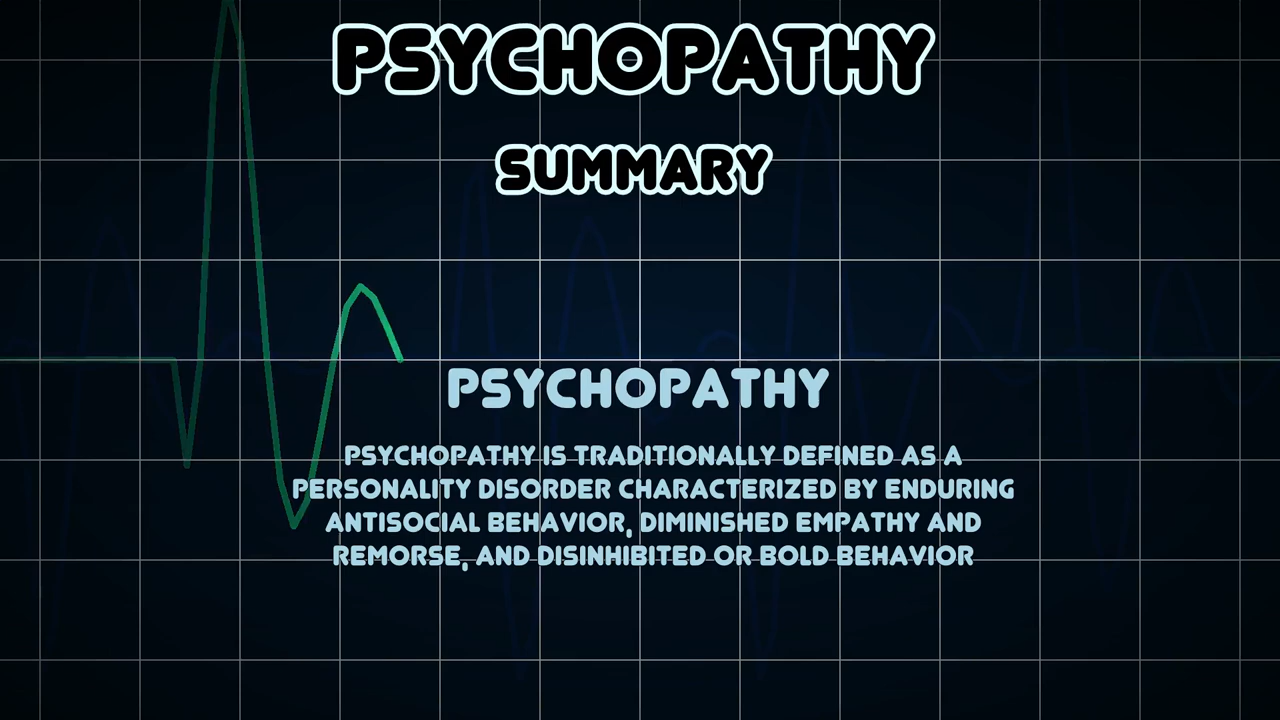 PSYCHOPATHY
SUMMARY
PSYCHOPATHY
PSYCHOPATHY IS TRADITIONALLY DEFINED AS A
PERSONALITY DISORDER CHARACTERIZED BY ENDURING
ANTISOCIAL BEHAVIOR, DIMINISHED EMPATHY AND
REMORSE, AND DISINHIBITED OR BOLD BEHAVIOR